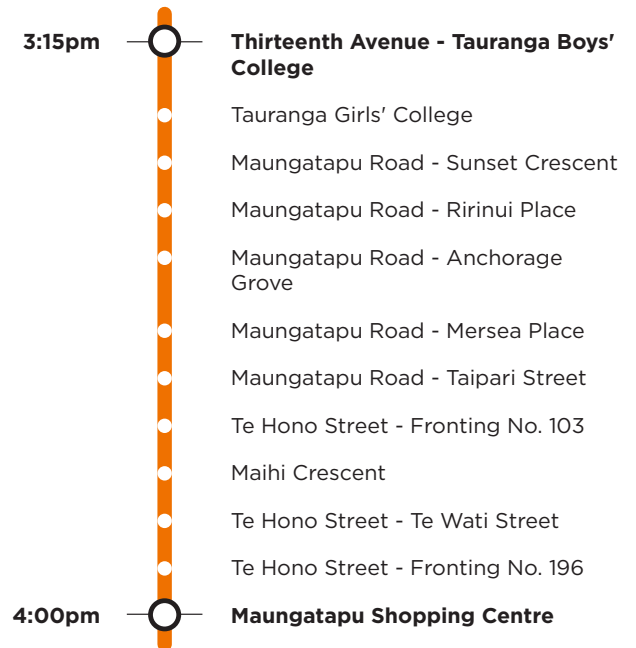 3:15pm Thirteenth Avenue - Tauranga Boys'
College
Tauranga Girls' College
Maungatapu Road - Sunset Crescent
Maungatapu Road - Ririnui Place
Maungatapu Road - Anchorage
Grove
Maungatapu Road - Mersea Place
Maungatapu Road - Taipari Street
Te Hono Street - Fronting No. 103
Maihi Crescent
Te Hono Street - Te Wati Street
Te Hono Street - Fronting No. 196
4:00pm Maungatapu Shopping Centre